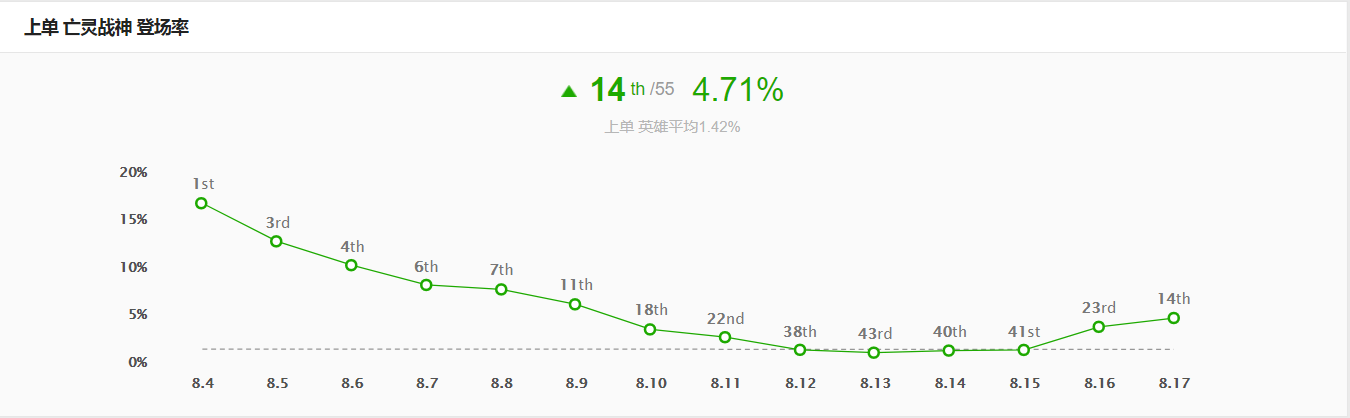 上单 亡灵战神 登场率
▲ 14 th /55 4.71%
上单 英雄平均1.42%
20%
15%
10%
5%
0%
1st
3rd
4th
6th
7th
11th
18th
22nd
38th
43rd
40th
41st
23rd
14th
8.4 8.5 8.6 8.7 8.8 8.9 8.10 8.11 8.12 8.13 8.14 8.15 8.16 8.17